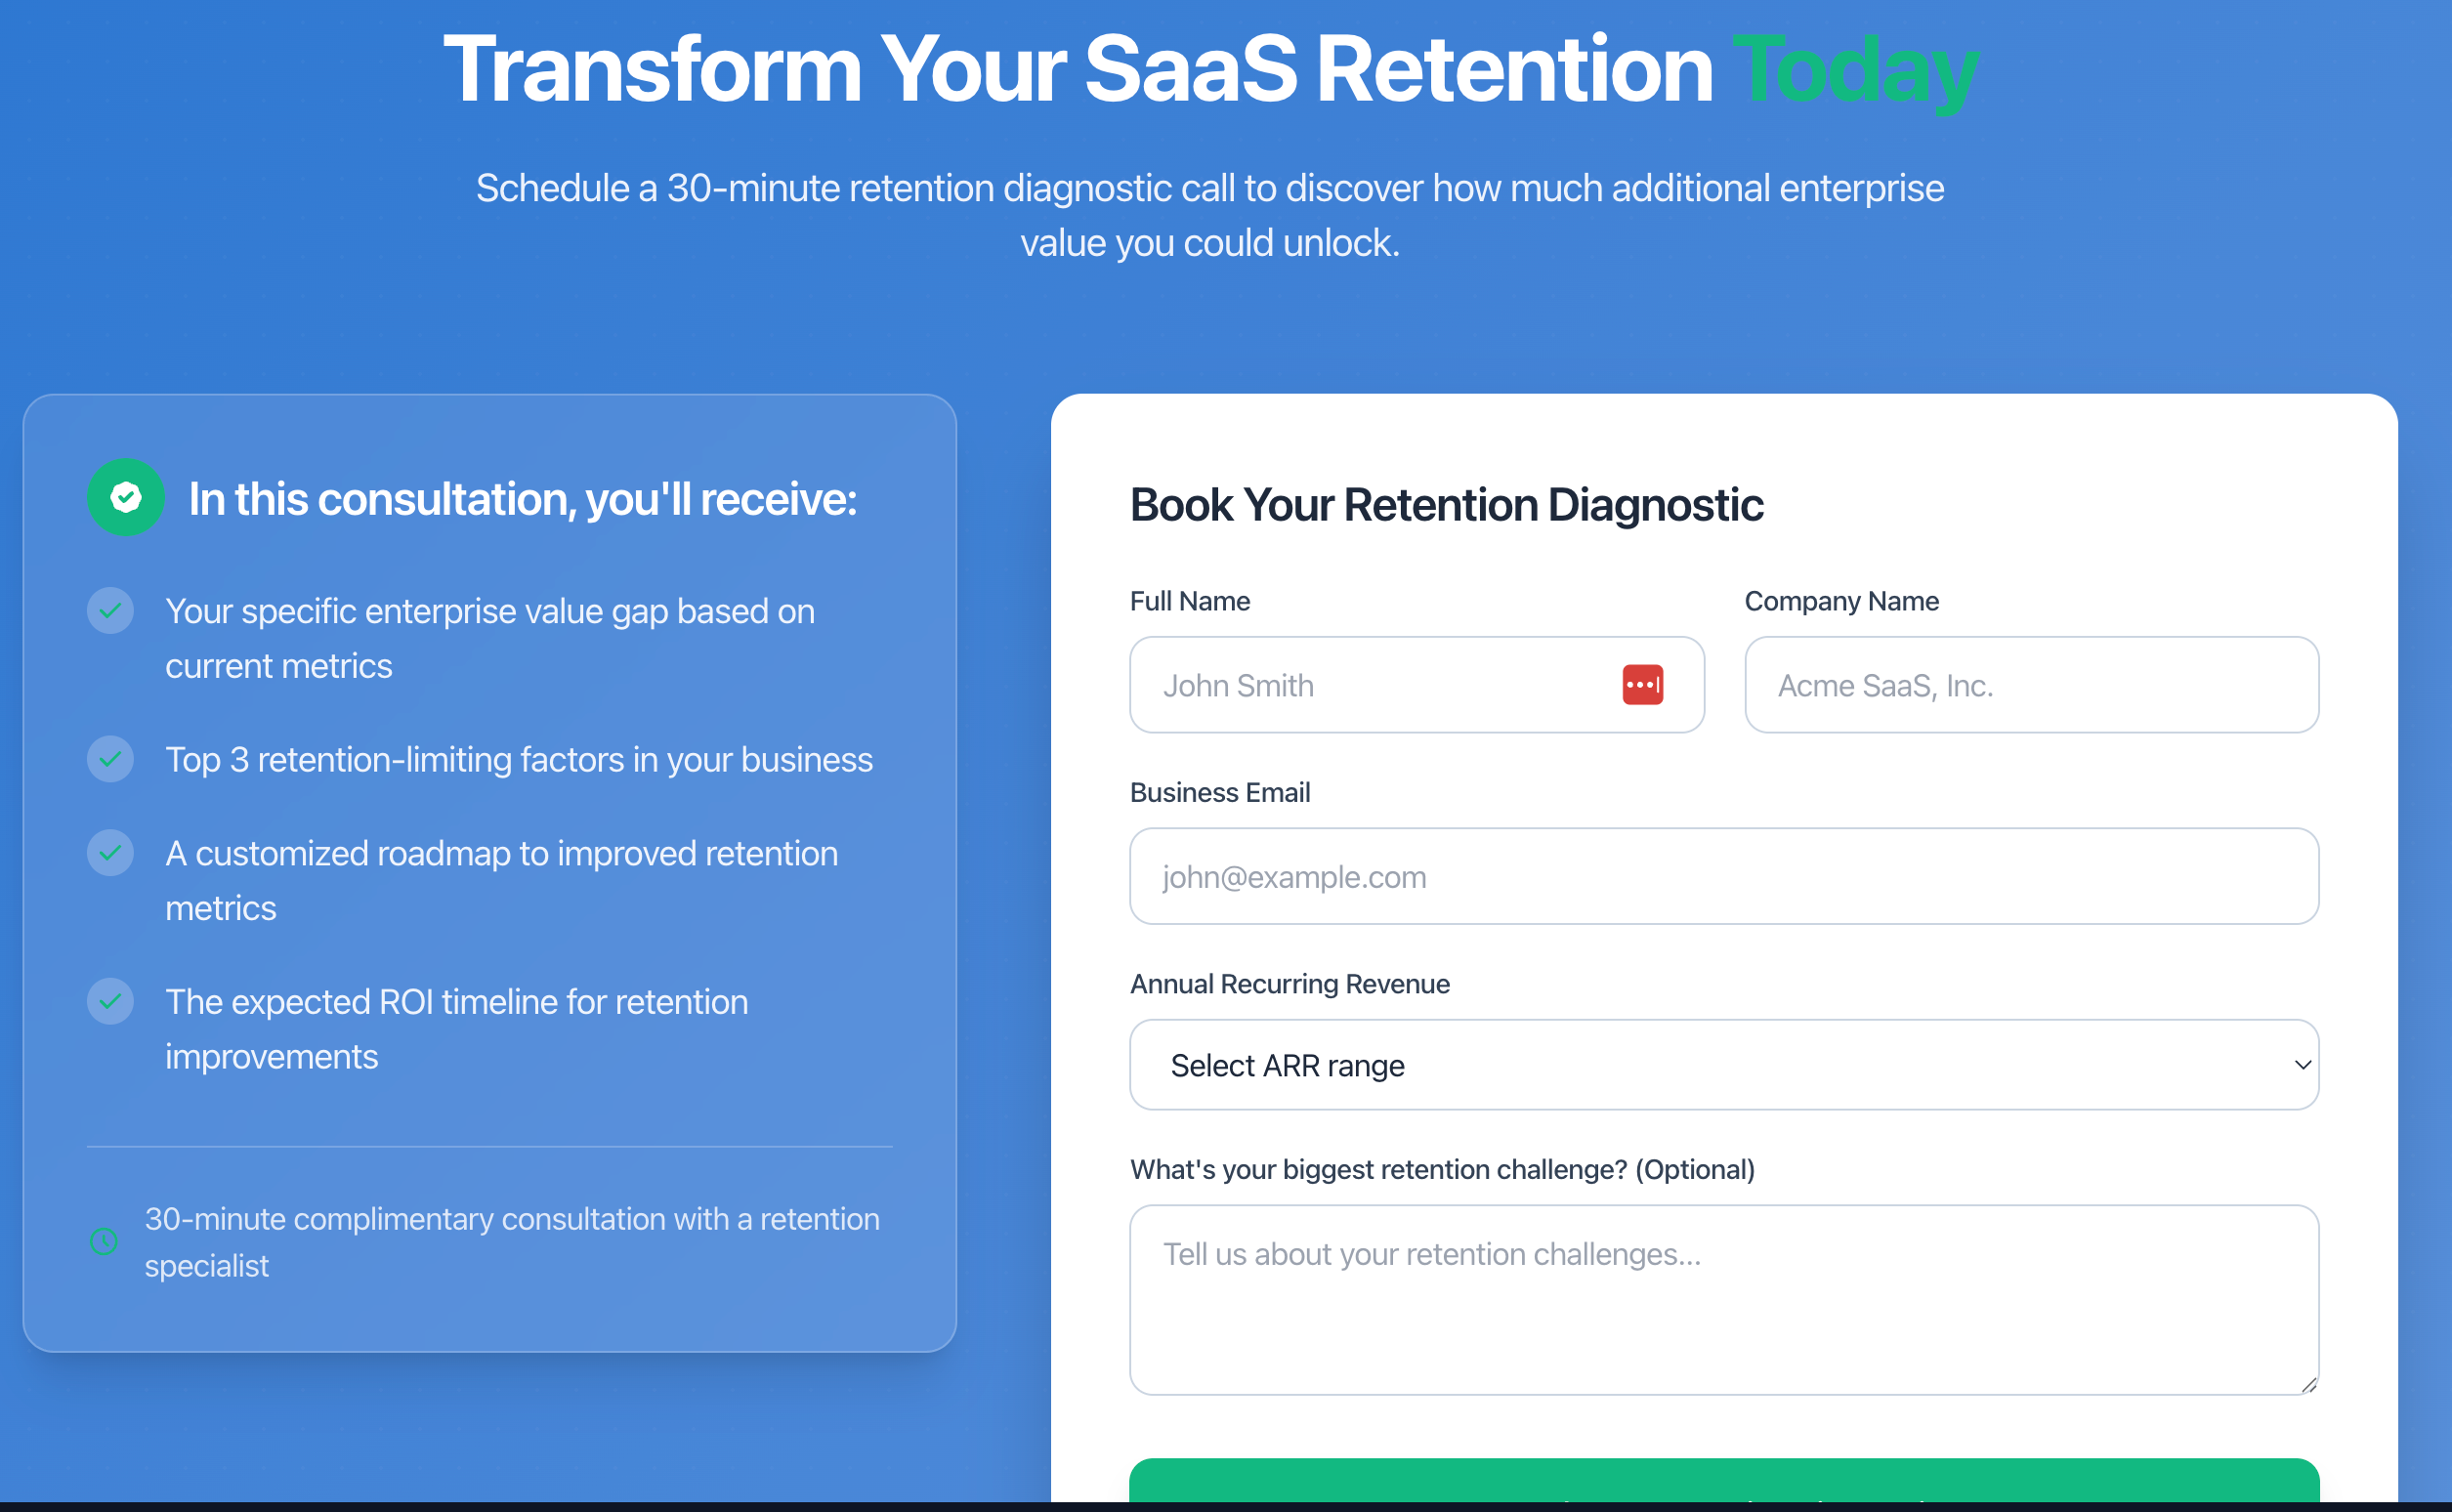 Transform Your SaaS Retention Today
Schedule a 30-minute retention diagnostic call to discover how much additional enterprise
value you could unlock.
In this consultation, you'll receive:
Your specific enterprise value gap based on
current metrics
Top 3 retention-limiting factors in your business
A customized roadmap to improved retention
metrics
The expected ROI timeline for retention
improvements
30-minute complimentary consultation with a retention
specialist
Book Your Retention Diagnostic
Full Name
Company Name
John Smith
Acme SaaS, Inc.
Business Email
john@example.com
Annual Recurring Revenue
Select ARR range
What's your biggest retention challenge? (Optional)
Tell us about your retention challenges...